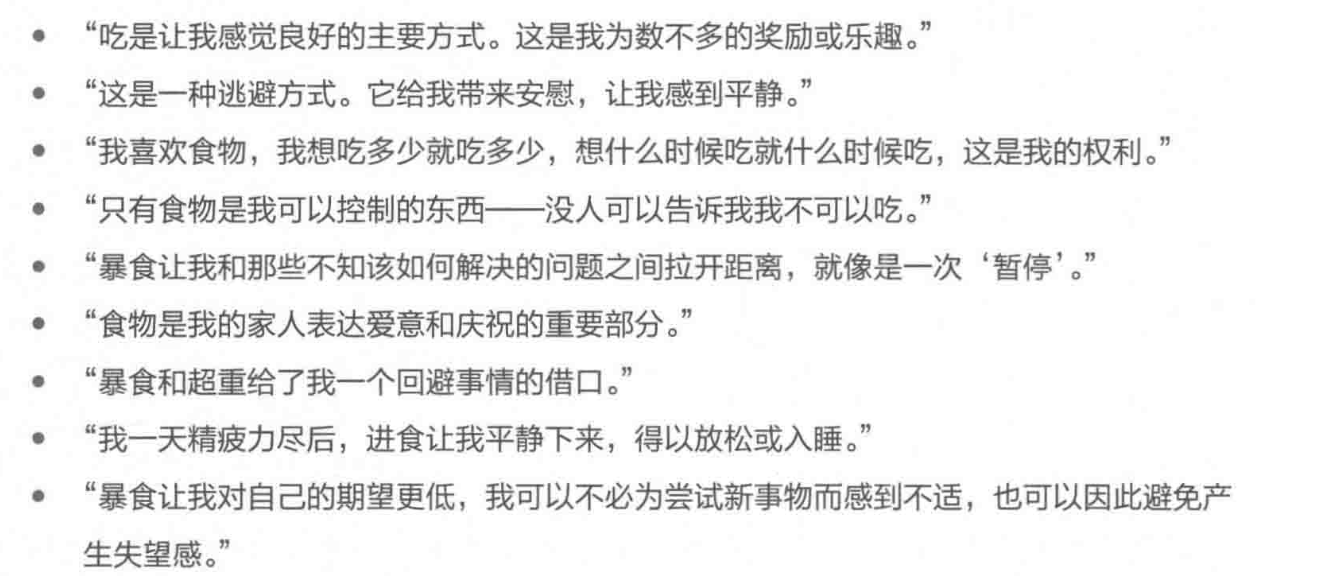 • “吃是让我感觉良好的主要方式。这是我为数不多的奖励或乐趣。”
• “这是一种逃避方式。它给我带来安慰，让我感到平静。”
• “我喜欢食物，我想吃多少就吃多少，想什么时候吃就什么时候吃，这是我的权利。”
• “只有食物是我可以控制的东西——没人可以告诉我我不可以吃。”
• “暴食让我和那些不知该如何解决的问题之间拉开距离，就像是一次‘暂停’。”
• “食物是我的家人表达爱意和庆祝的重要部分。”
• “暴食和超重给了我一个回避事情的借口。”
• “我一天精疲力尽后，进食让我平静下来，得以放松或入睡。”
• “暴食让我对自己的期望更低，我可以不必为尝试新事物而感到不适，也可以因此避免产
生失望感。”